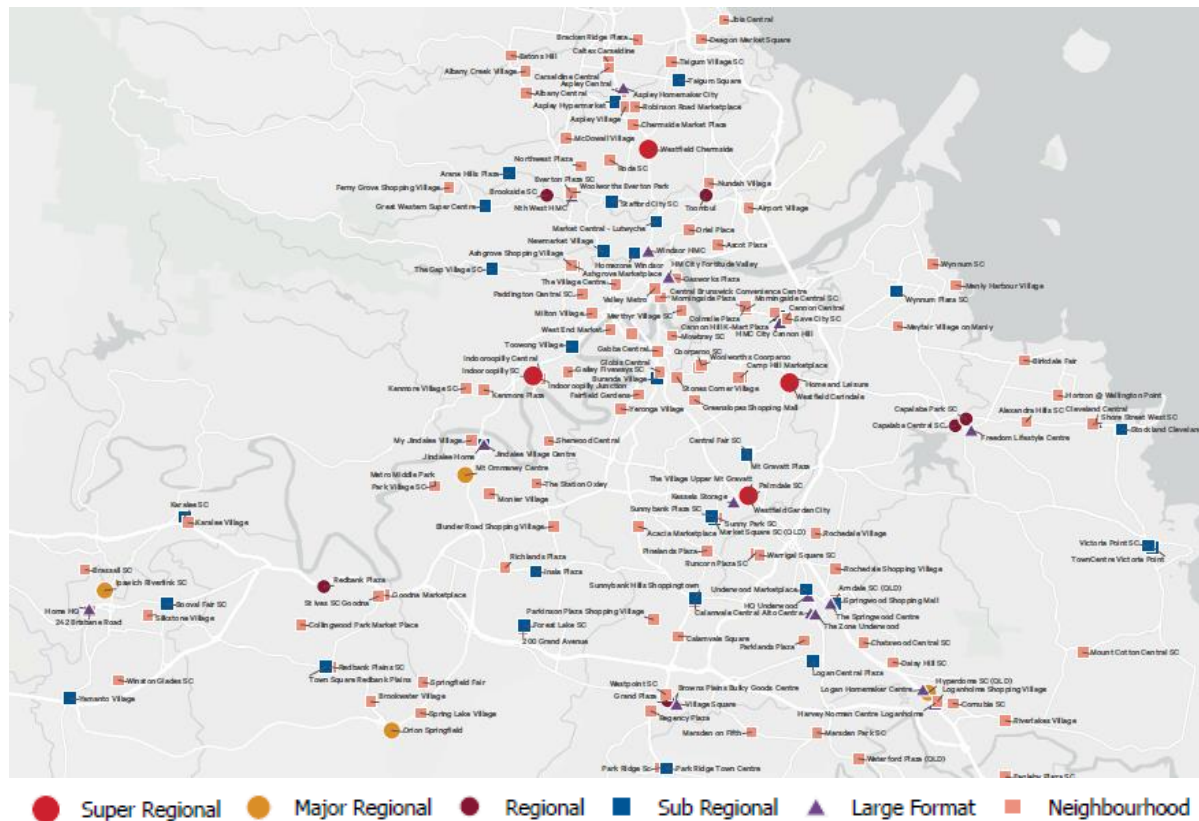 Ibis Central
Bracken Ridge Plaza
Deagon Market Square
Caltex Carseldine
Eatons Hill
Taigum Village SC
Albany Creek Village
Carseldine Central
Taigum Square
Aspley Central
Albany Central
Aspley Homemaker City
Aspley Hypermarket
Robinson Road Marketplace
Aspley Village
Chermside Market Plaza
McDowall Village
Westfield Chermside
Northwest Plaza
Rode SC
Arana Hills Plaza
Everton Plaza SC
Nundah Village
Ferny Grove Shopping Village
Woolworths Everton Park
Brookside SC
Great Western Super Centre
Nth West HMC
Stafford City SC
Toombul
Airport Village
Market Central - Lutwyche
Oriel Plaza
Newmarket Village
Ascot Plaza
Ashgrove Shopping Village
Windsor HMC
Homezone Windsor
HM City Fortitude Valley
The Gap Village SC
Ashgrove Marketplace
Gasworks Plaza
Wynnum SC
The Village Centre
Central Brunswick Convenience Centre
Manly Harbour Village
Paddington Central SC
Valley Metro
Morningside Plaza
Morningside Central SC
Wynnum Plaza SC
Milton Village
Merthyr Village SC
Colmslie Plaza
Cannon Central
Save City SC
West End Market
Cannon Hill K-Mart Plaza
Mayfair Village on Manly
Mowbray SC
HMC City Cannon Hill
Toowong Village
Gabba Central
Coorparoo SC
Indooroopilly Central
Globis Central
Woolworths Coorparoo
Birkdale Fair
Indooroopilly SC
Gailey Fiveways SC
Camp Hill Marketplace
Buranda Village
Indooroopilly Junction
Home and Leisure
Kenmore Village SC
Kenmore Plaza
Fairfield Gardens
Stones Corner Village
Westfield Carindale
Hortson @ Wellington Point
Yeronga Village
Greenslopes Shopping Mall
Capalaba Park SC
Alexandra Hills SC
Cleveland Central
Shore Street West SC
Capalaba Central SC
Freedom Lifestyle Centre
Stockland Cleveland
My Jindalee Village
Sherwood Central
Central Fair SC
Jindalee Home
Jindalee Village Centre
Mt Gravatt Plaza
Metro Middle Park
Mt Ommaney Centre
The Village Upper Mt Gravatt
Park Village SC
The Station Oxley
Palmdale SC
Monier Village
Kessels Storage
Westfield Garden City
Karalee SC
Sunnybank Plaza SC
Karalee Village
Blunder Road Shopping Village
Sunny Park SC
Acacia Marketplace
Market Square SC (QLD)
Rochedale Village
Victoria Point SC
Pinelands Plaza
Warrigal Square SC
TownCentre Victoria Point
Richlands Plaza
Runcorn Plaza SC
Brassall SC
Inala Plaza
Rochedale Shopping Village
Ipswich Riverlink SC
Redbank Plaza
Sunnybank Hills Shoppingtown
Underwood Marketplace
Arndale SC (QLD)
St Ives SC Goodna
Goodna Marketplace
HQ Underwood
Springwood Shopping Mall
Home HQ
Booval Fair SC
Parkinson Plaza Shopping Village
Calamvale Central
Alto Centre
The Springwood Centre
242 Brisbane Road
Silkstone Village
Collingwood Park Market Place
Forest Lake SC
The Zone Underwood
200 Grand Avenue
Calamvale Square
Parklands Plaza
Chatswood Central SC
Mount Cotton Central SC
Redbank Plains SC
Daisy Hill SC
Town Square Redbank Plains
Logan Central Plaza
Winston Glades SC
Springfield Fair
Westpoint SC
Browns Plains Bulky Goods Centre
Hyperdome SC (QLD)
Yamanto Village
Grand Plaza
Logan Homemaker Centre
Loganholme Shopping Village
Brookwater Village
Village Square
Cornubia SC
Spring Lake Village
Regency Plaza
Harvey Norman Centre Loganholme
Riverlakes Village
Orion Springfield
Marsden on Fifth
Marsden Park SC
Waterford Plaza (QLD)
Park Ridge SC
Park Ridge Town Centre
Super Regional
Major Regional
Regional
Sub Regional
Large Format
Neighbourhood